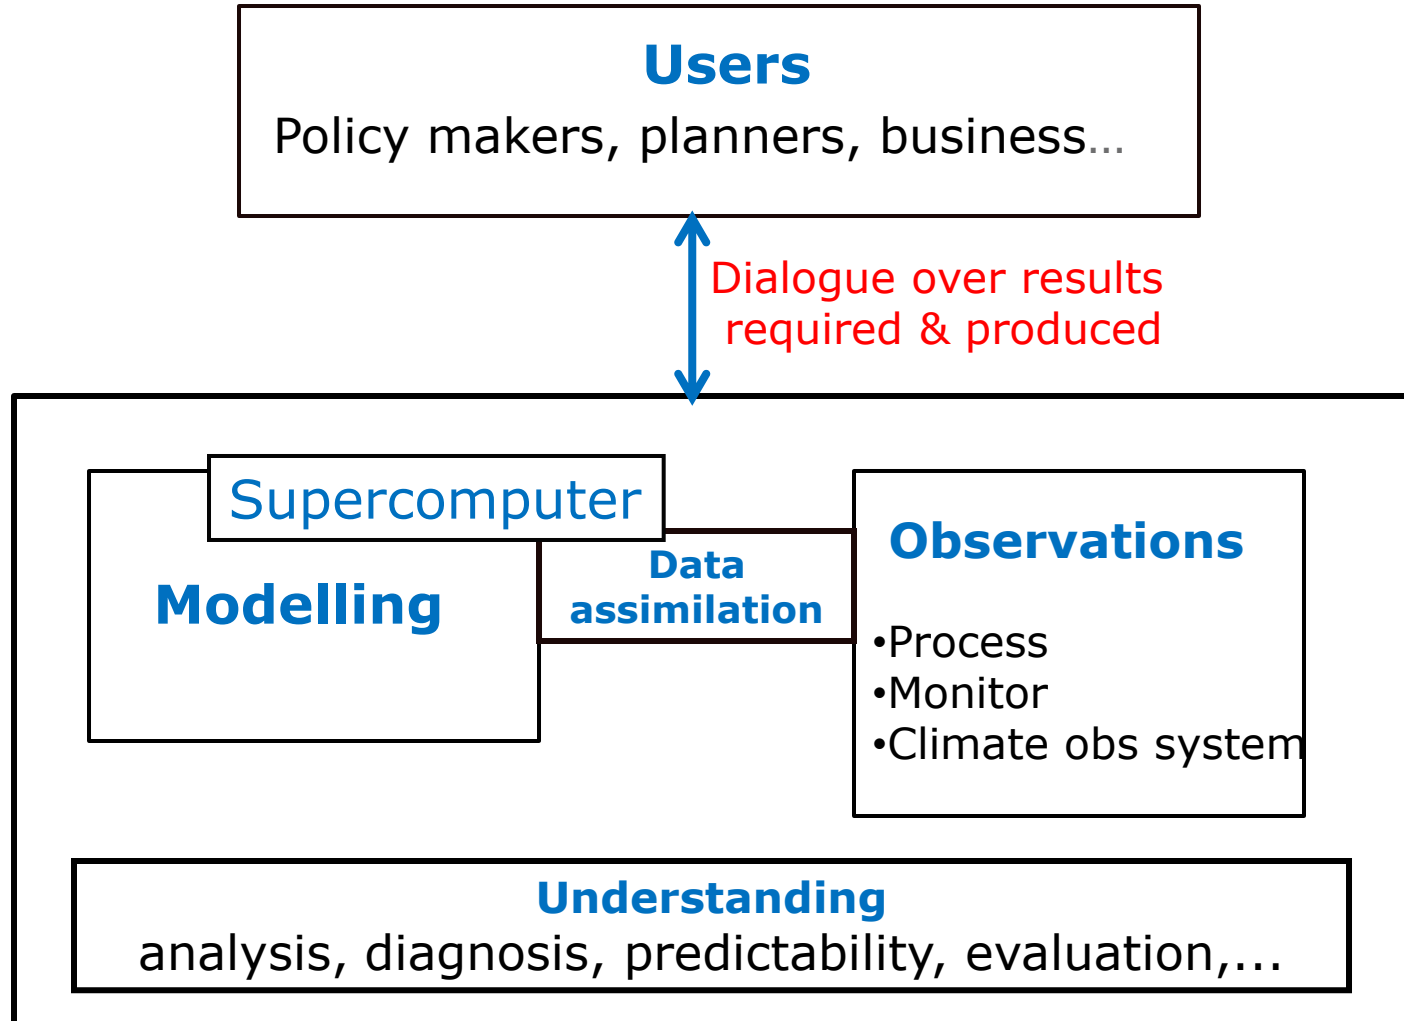 Users
Policy makers, planners, business...
Dialogue over results
required & produced
Supercomputer
Modelling
Data
assimilation
Observations
•Process
•Monitor
•Climate obs system
Understanding
analysis, diagnosis, predictability, evaluation,...